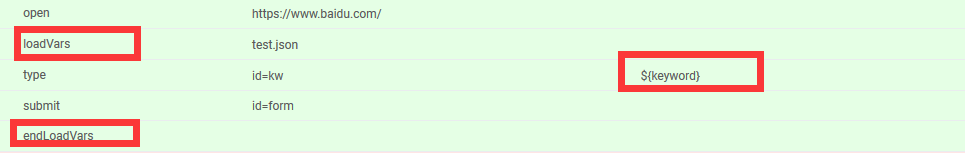 open https://www.baidu.com/
loadVars test.json
type id=kw ${keyword}
submit id=form
endLoadVars